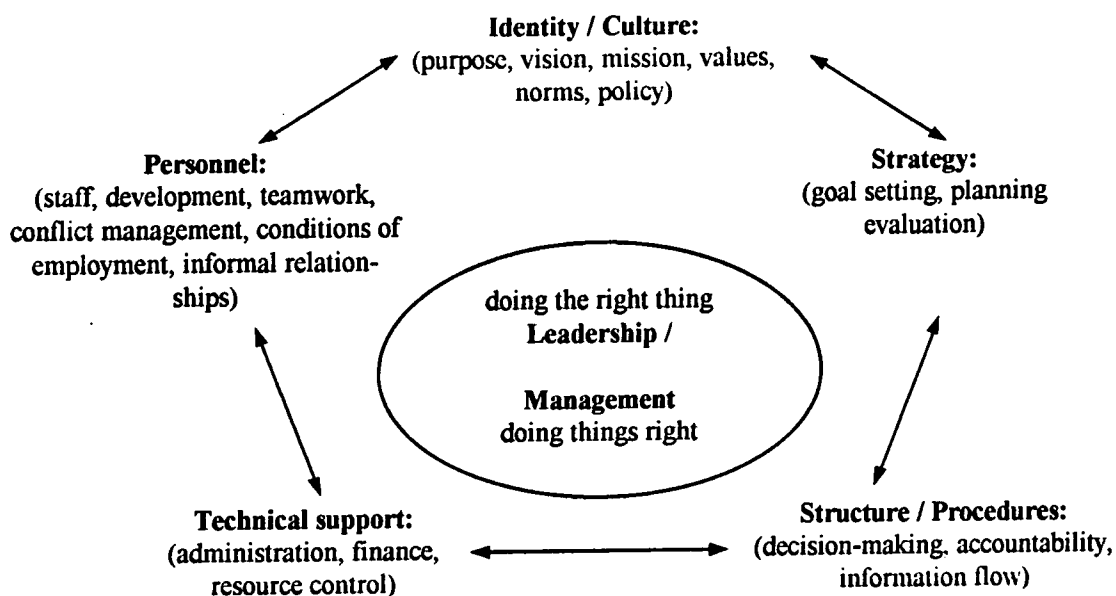 Identity / Culture:
(purpose, vision, mission, values,
norms, policy)
Personnel:
(staff, development, teamwork,
conflict management, conditions of
employment, informal relation-
ships)
Strategy:
(goal setting, planning
evaluation)
doing the right thing
Leadership /
Management
doing things right
Technical support:
(administration, finance,
resource control)
Structure / Procedures:
(decision-making, accountability,
information flow)